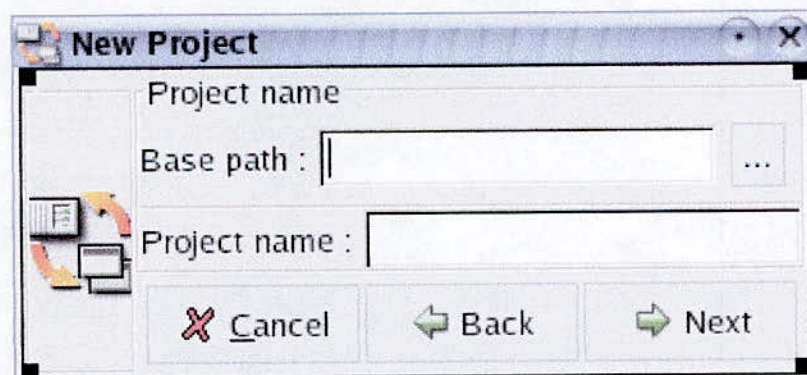 New Project
Project name
Base path :
...
Project name :
Cancel
Back
Next